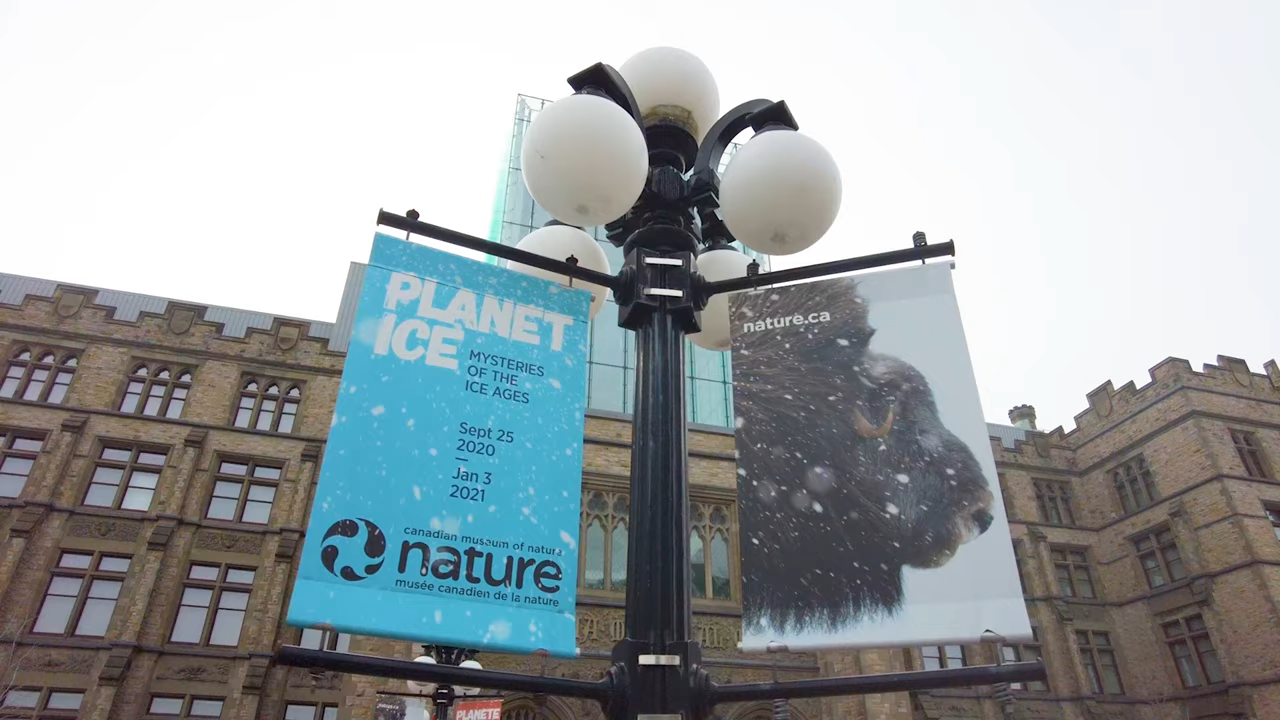 PLANET
ICE
MYSTERIES
OF THE
ICE AGES
Sept 25
2020
—
Jan 3
2021
canadian museum of nature
nature
musée canadien de la nature
nature.ca
PLANÈTE